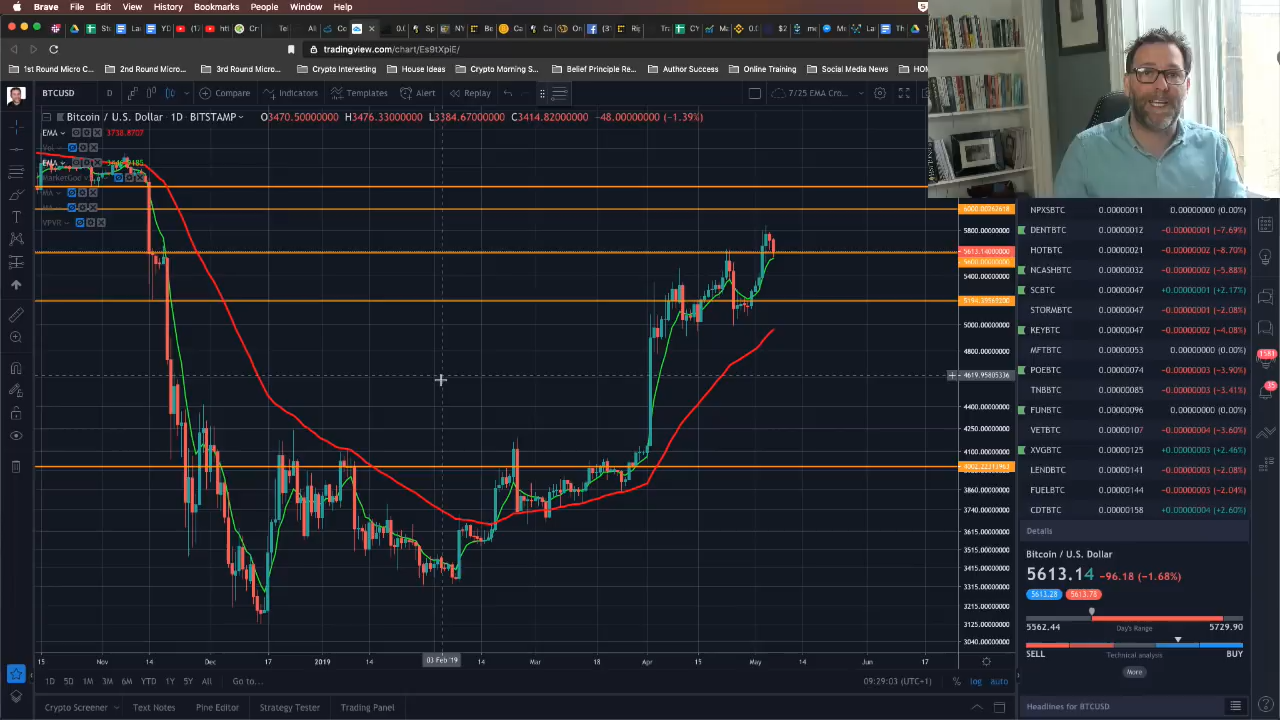 Brave File Edit View History Bookmarks People Window Help
tradingview.com/chart/Es9tXpiE/
1st Round Micro C... 2nd Round Micro... 3rd Round Micro... Crypto Interesting House Ideas Crypto Morning S... Belief Principle Re... Author Success Online Training Social Media News
BTCUSD D Compare Indicators Templates Alert Replay 7/25 EMA Cro...
Bitcoin / U.S. Dollar 1D BITSTAMP O3470.50000000 H3476.33000000 L3384.67000000 C3414.82000000 −48.00000000 (−1.39%)
EMA 3738.8707
Vol
EMA
MarketGod
MA
VPVR
5800.00000000
5613.14000000
5600.00000000
5400.00000000
5194.39569200
5000.00000000
4800.00000000
4619.95805336
4400.00000000
4250.00000000
4100.00000000
4002.22313963
3860.00000000
3740.00000000
3615.00000000
3515.00000000
3415.00000000
3315.00000000
3215.00000000
3125.00000000
3040.00000000
15 Nov 14 Dec 17 2019 14 03 Feb '19 14 Mar 18 Apr 15 May 14 Jun 17
1D 5D 1M 3M 6M YTD 1Y 5Y All Go to... 09:29:03 (UTC+1) % log auto
Crypto Screener Text Notes Pine Editor Strategy Tester Trading Panel
NPXSBTC 0.00000011 0.00000000 (0.00%)
DENTBTC 0.00000012 −0.00000001 (−7.69%)
HOTBTC 0.00000021 −0.00000002 (−8.70%)
NCASHBTC 0.00000032 −0.00000002 (−5.88%)
SCBTC 0.00000047 +0.00000001 (+2.17%)
STORMBTC 0.00000047 −0.00000001 (−2.08%)
KEYBTC 0.00000047 −0.00000002 (−4.08%)
MFTBTC 0.00000053 0.00000000 (0.00%)
POEBTC 0.00000074 −0.00000003 (−3.90%)
TNBBTC 0.00000085 −0.00000003 (−3.41%)
FUNBTC 0.00000096 0.00000000 (0.00%)
VETBTC 0.00000107 −0.00000004 (−3.60%)
XVGBTC 0.00000125 +0.00000003 (+2.46%)
LENDBTC 0.00000141 −0.00000003 (−2.08%)
FUELBTC 0.00000144 −0.00000003 (−2.04%)
CDTBTC 0.00000158 +0.00000004 (+2.60%)
1581
35
Details
Bitcoin / U.S. Dollar
5613.14 −96.18 (−1.68%)
5613.28 5613.78
5562.44 Day's Range 5729.90
SELL Technical analysis BUY
More
Headlines for BTCUSD